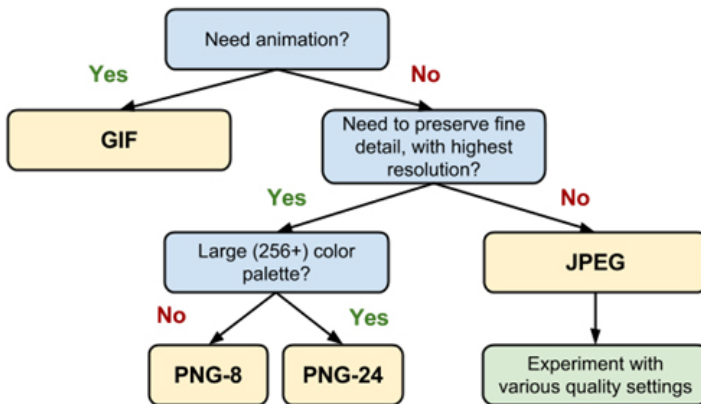 Need animation?
Yes
No
GIF
Need to preserve fine
detail, with highest
resolution?
Yes
No
Large (256+) color
palette?
JPEG
No
Yes
PNG-8
PNG-24
Experiment with
various quality settings